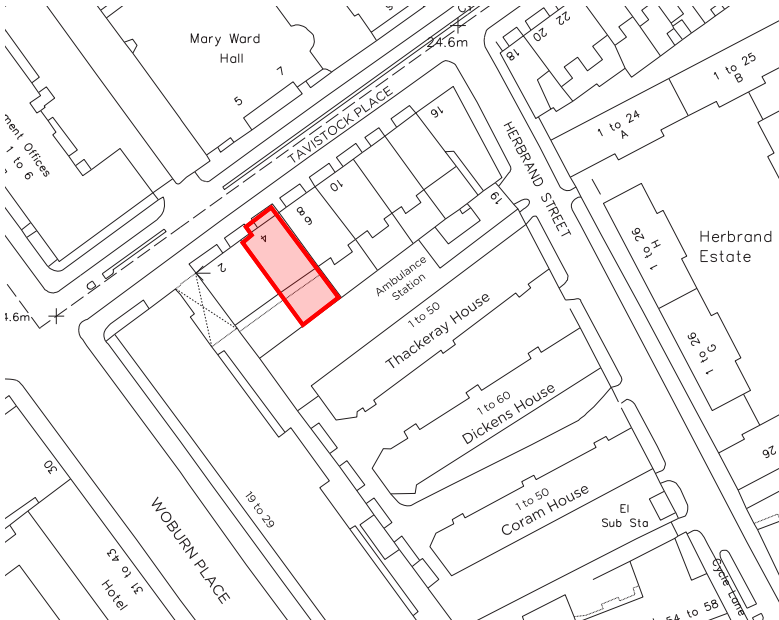 Mary Ward
Hall
24.6m
18
20
22
1 to 25
B
5
7
TAVISTOCK PLACE
16
1 to 24
A
ment Offices
1 to 6
HERBRAND STREET
10
19
6
8
4
2
1 to 26
H
Herbrand
Estate
Ambulance
Station
4.6m
1 to 50
Thackeray House
1 to 26
G
1 to 60
Dickens House
26
30
WOBURN PLACE
19 to 29
1 to 50
Coram House
El
Sub Sta
31 to 43
Hotel
Cycle Lane
54 to 58